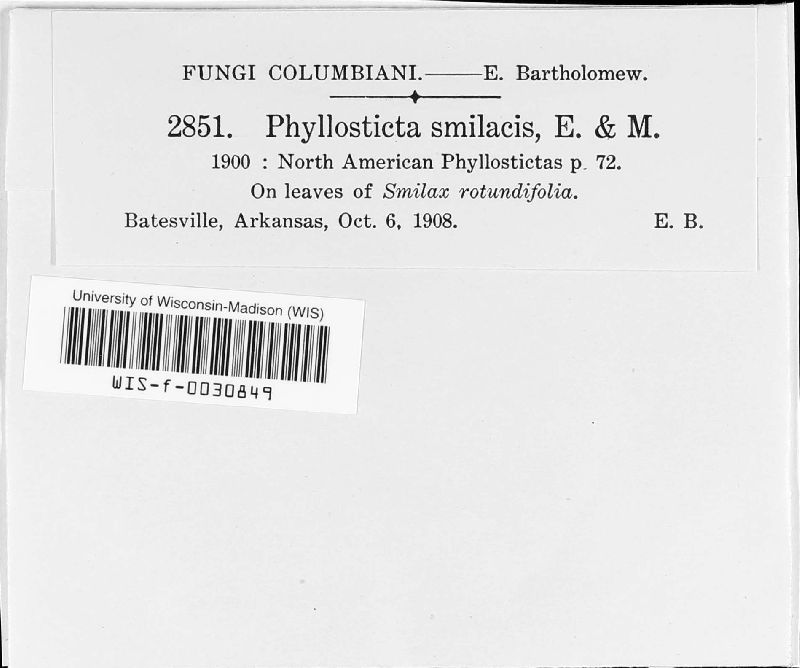 FUNGI COLUMBIANI.——E. Bartholomew.
2851. Phyllosticta smilacis, E. & M.
1900 : North American Phyllostictas p. 72.
On leaves of Smilax rotundifolia.
Batesville, Arkansas, Oct. 6, 1908. E. B.
University of Wisconsin-Madison (WIS)
WIS-f-0030849